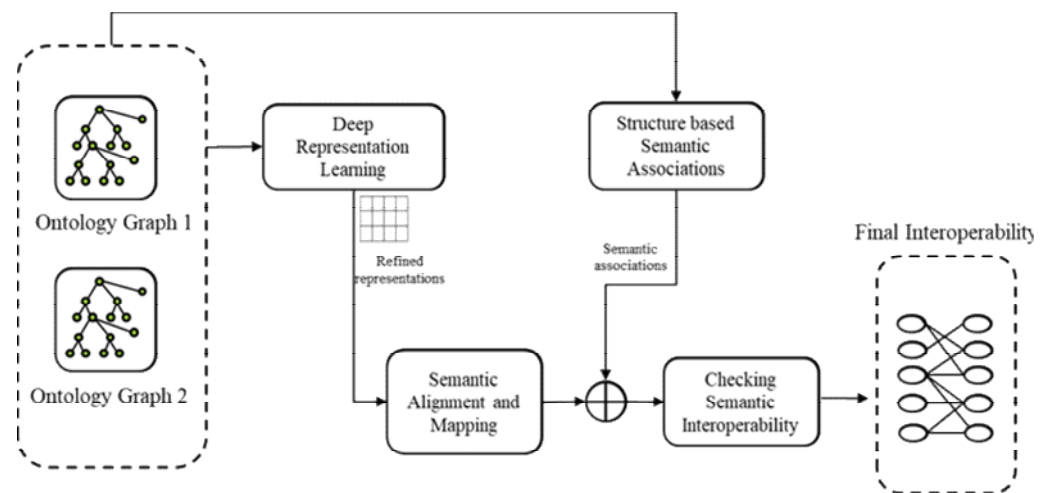 Ontology Graph 1
Ontology Graph 2
Deep
Representation
Learning
Refined
representations
Structure based
Semantic
Associations
Semantic
associations
Semantic
Alignment and
Mapping
Checking
Semantic
Interoperability
Final Interoperability